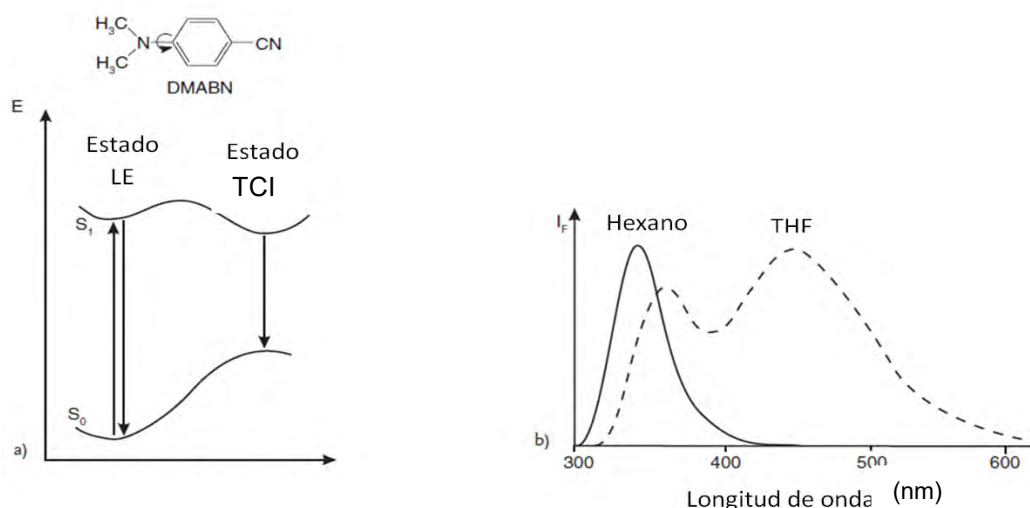 H₃C
N
CN
H₃C
DMABN
E
Estado
LE
Estado
TCI
S₁
S₀
a)
I_F
Hexano
THF
b)
300
400
500
600
Longitud de onda (nm)